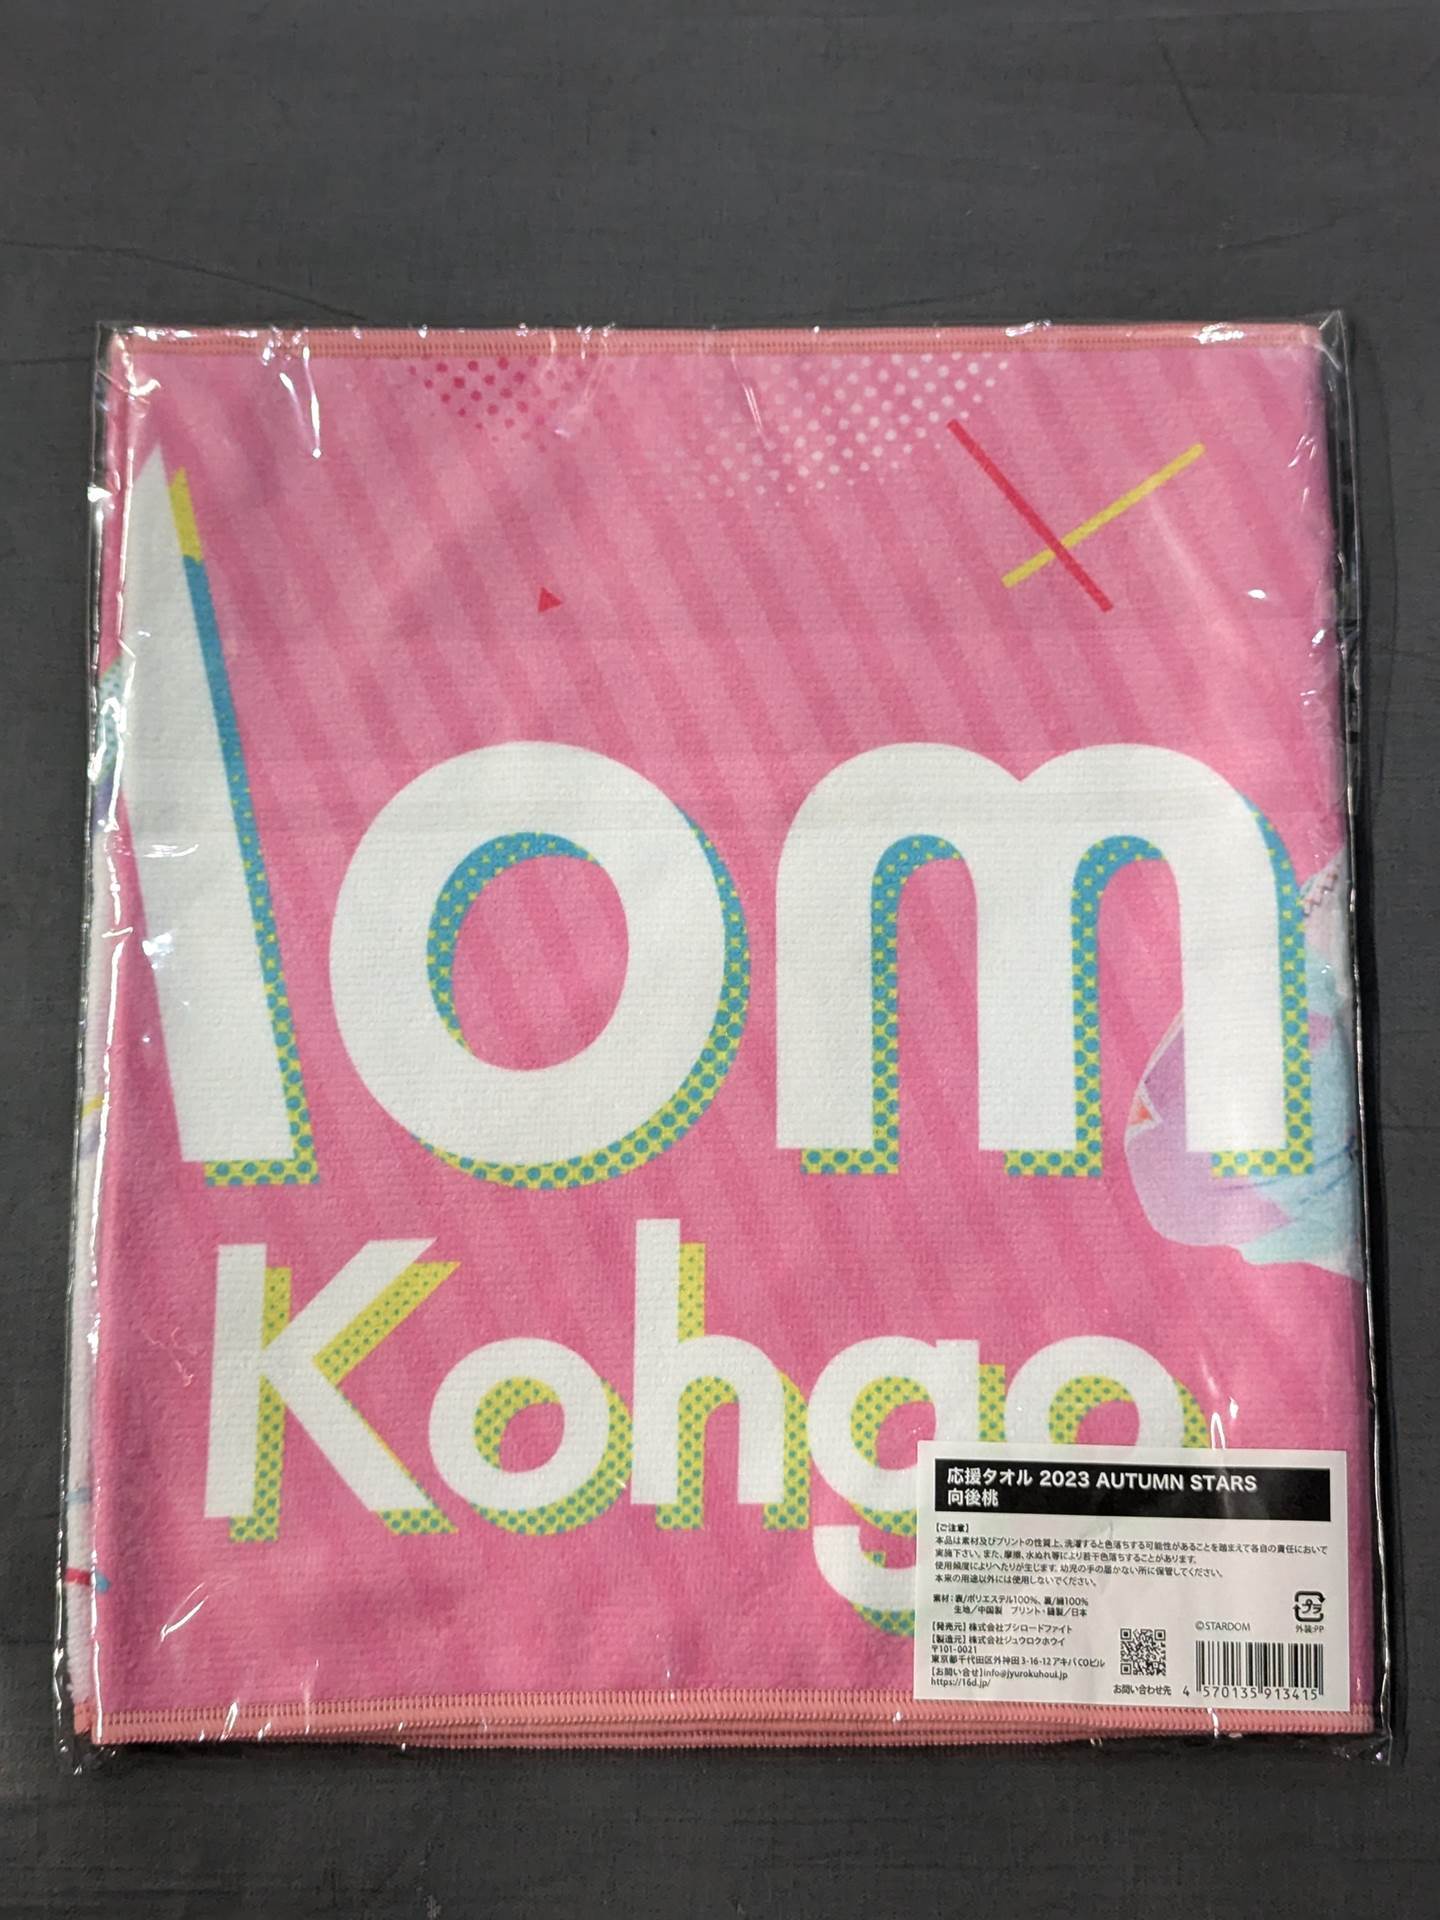 Mom
Kohgo
応援タオル 2023 AUTUMN STARS
向後桃
【ご注意】
本品は素材及びプリントの性質上、洗濯すると色落ちする可能性があることを踏まえて各自の責任において
実施下さい。また、摩擦、水ぬれ等により若干色落ちすることがあります。
使用頻度によりへたりが生じます。幼児の手の届かない所に保管してください。
本来の用途以外には使用しないでください。
素材：表/ポリエステル100%、裏/綿100%
生地／中国製　プリント・縫製／日本
【発売元】株式会社ブシロードファイト
【製造元】株式会社ジュウロクホウイ
〒101-0021
東京都千代田区外神田3-16-12アキバCOビル
【お問い合せ】info@jyurokuhoui.jp
https://16d.jp/
お問い合わせ先
©STARDOM
プラ
外装:PP
4 570135 913415